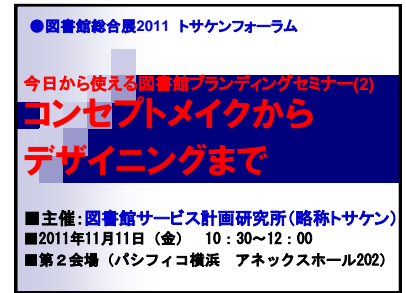 ●図書館総合展2011 トサケンフォーラム
今日から使える図書館ブランディングセミナー(2)
コンセプトメイクから
デザイニングまで
■主催：図書館サービス計画研究所（略称トサケン）
■2011年11月11日（金）　10：30～12：00
■第２会場（パシフィコ横浜　アネックスホール202）